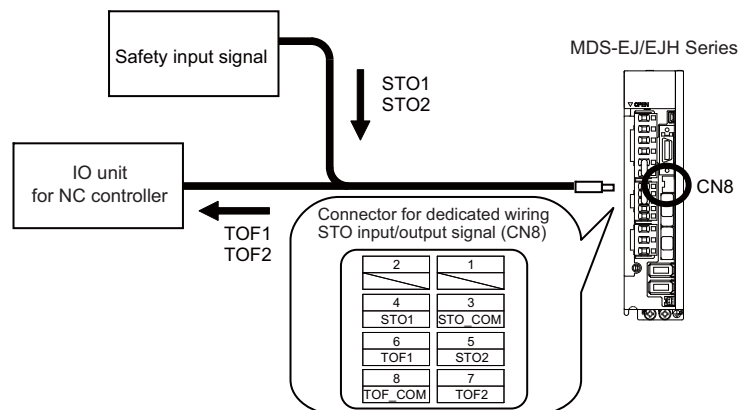 MDS-EJ/EJH Series
Safety input signal
▽ OPEN
STO1
STO2
IO unit
for NC controller
CN8
TOF1
TOF2
Connector for dedicated wiring
STO input/output signal (CN8)
2 1
4 3
STO1 STO_COM
6 5
TOF1 STO2
8 7
TOF_COM TOF2